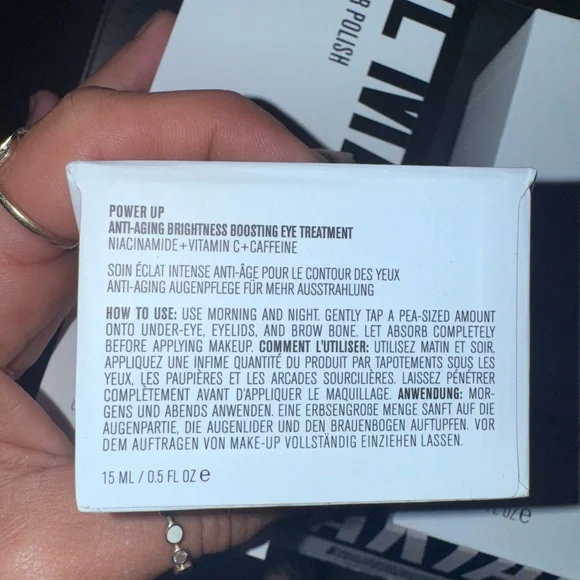 & POLISH
POWER UP
ANTI-AGING BRIGHTNESS BOOSTING EYE TREATMENT
NIACINAMIDE+VITAMIN C+CAFFEINE
SOIN ÉCLAT INTENSE ANTI-ÂGE POUR LE CONTOUR DES YEUX
ANTI-AGING AUGENPFLEGE FÜR MEHR AUSSTRAHLUNG
HOW TO USE: USE MORNING AND NIGHT. GENTLY TAP A PEA-SIZED AMOUNT
ONTO UNDER-EYE, EYELIDS, AND BROW BONE. LET ABSORB COMPLETELY
BEFORE APPLYING MAKEUP. COMMENT L'UTILISER: UTILISEZ MATIN ET SOIR.
APPLIQUEZ UNE INFIME QUANTITÉ DU PRODUIT PAR TAPOTEMENTS SOUS LES
YEUX, LES PAUPIÈRES ET LES ARCADES SOURCILIÈRES. LAISSEZ PÉNÉTRER
COMPLÈTEMENT AVANT D'APPLIQUER LE MAQUILLAGE. ANWENDUNG: MOR-
GENS UND ABENDS ANWENDEN. EINE ERBSENGROßE MENGE SANFT AUF DIE
AUGENPARTIE, DIE AUGENLIDER UND DEN BRAUENBOGEN AUFTUPFEN. VOR
DEM AUFTRAGEN VON MAKE-UP VOLLSTÄNDIG EINZIEHEN LASSEN.
15 ML / 0.5 FL OZ e